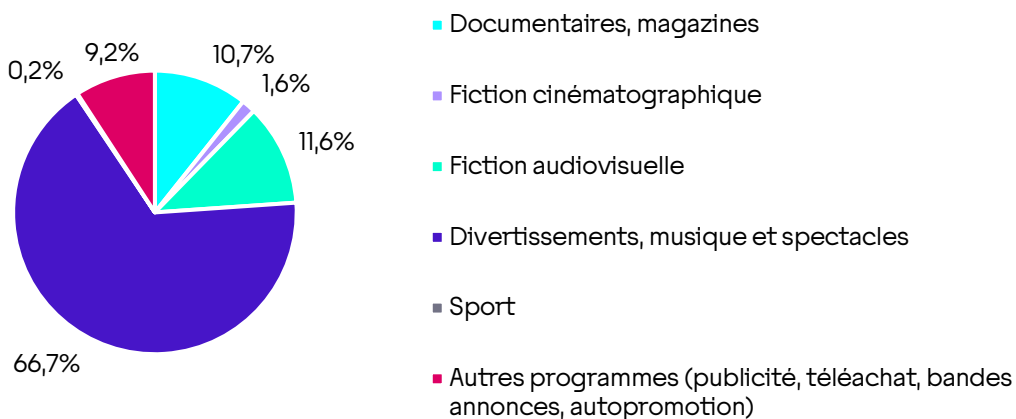 9,2%
10,7%
0,2%
1,6%
11,6%
66,7%
Documentaires, magazines
Fiction cinématographique
Fiction audiovisuelle
Divertissements, musique et spectacles
Sport
Autres programmes (publicité, téléachat, bandes
annonces, autopromotion)